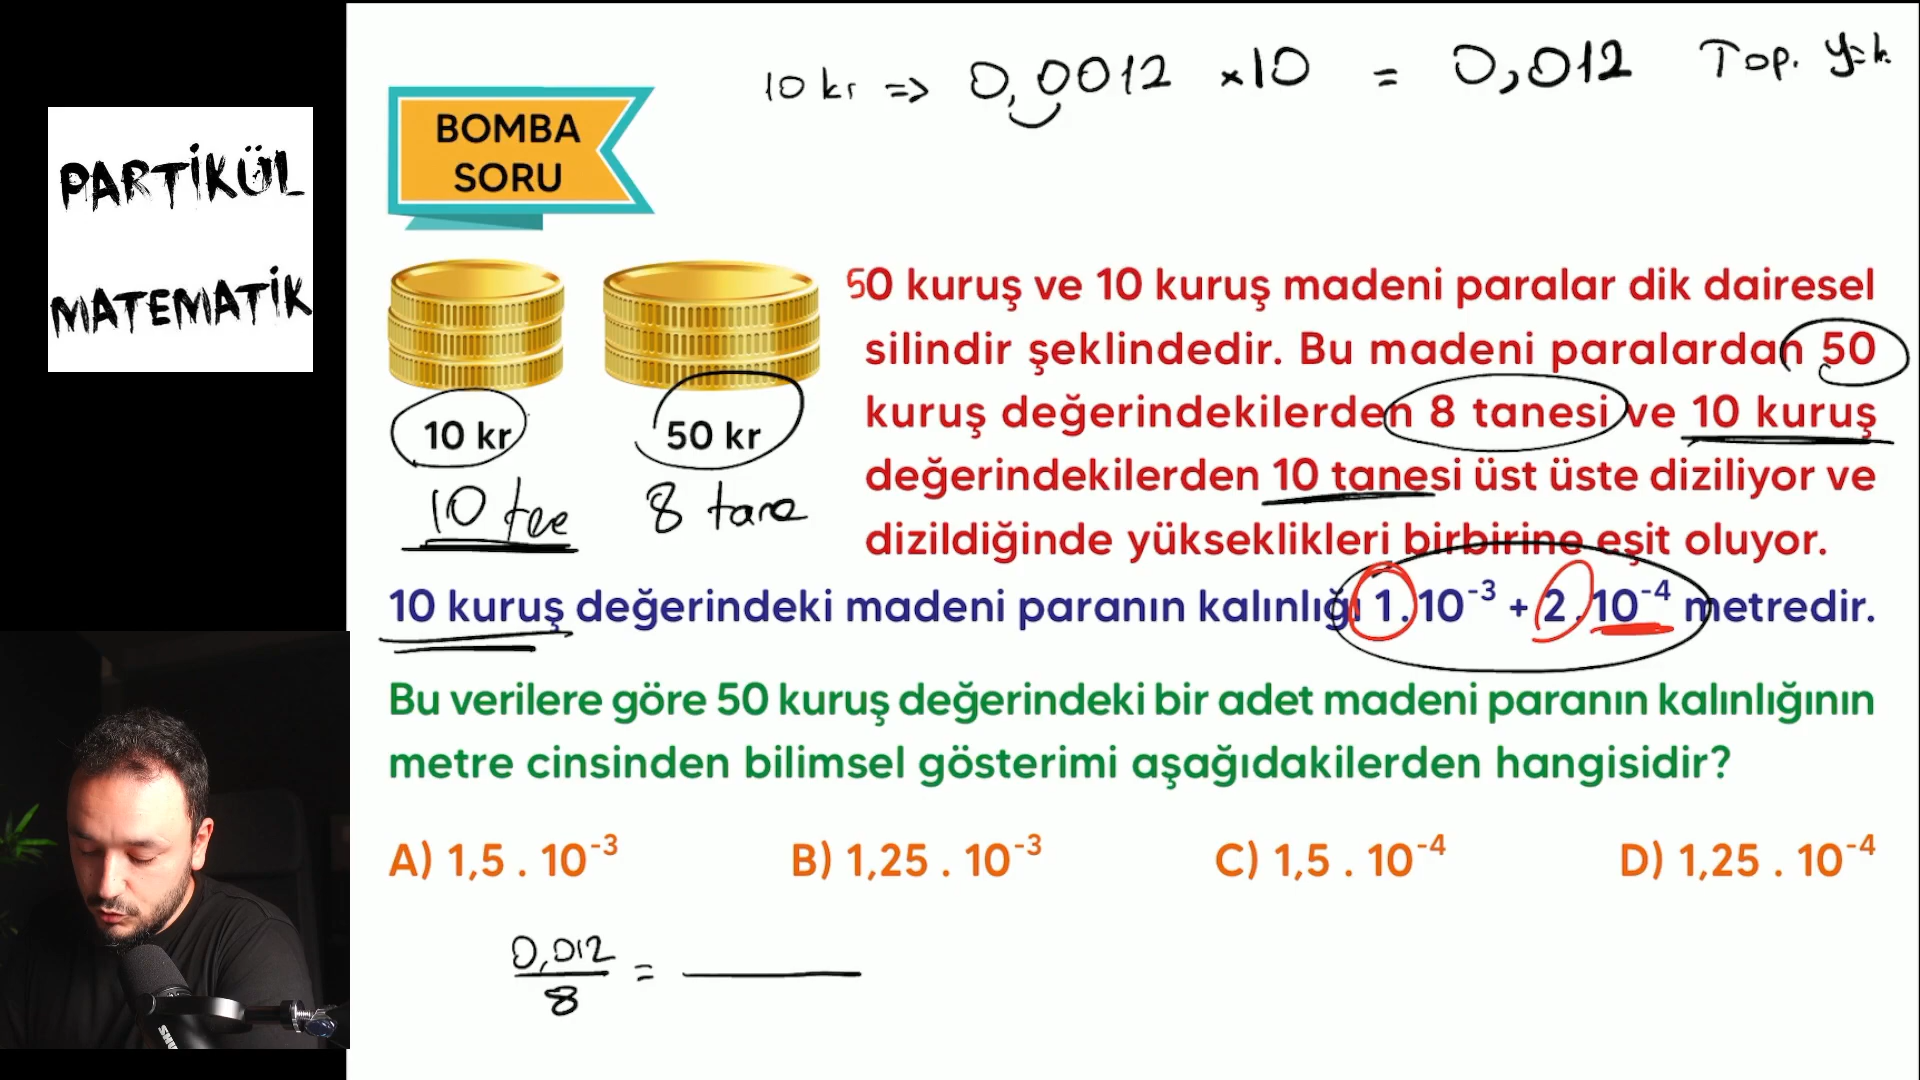 PARTİKÜL
MATEMATİK
10 kr => 0,0012 x10 = 0,012 Top. yük.
BOMBA
SORU
10 kr
50 kr
10 tae
8 tane
50 kuruş ve 10 kuruş madeni paralar dik dairesel
silindir şeklindedir. Bu madeni paralardan 50
kuruş değerindekilerden 8 tanesi ve 10 kuruş
değerindekilerden 10 tanesi üst üste diziliyor ve
dizildiğinde yükseklikleri birbirine eşit oluyor.
10 kuruş değerindeki madeni paranın kalınlığı 1.10⁻³ + 2.10⁻⁴ metredir.
Bu verilere göre 50 kuruş değerindeki bir adet madeni paranın kalınlığının
metre cinsinden bilimsel gösterimi aşağıdakilerden hangisidir?
A) 1,5 . 10⁻³ B) 1,25 . 10⁻³ C) 1,5 . 10⁻⁴ D) 1,25 . 10⁻⁴
0,012
8 =